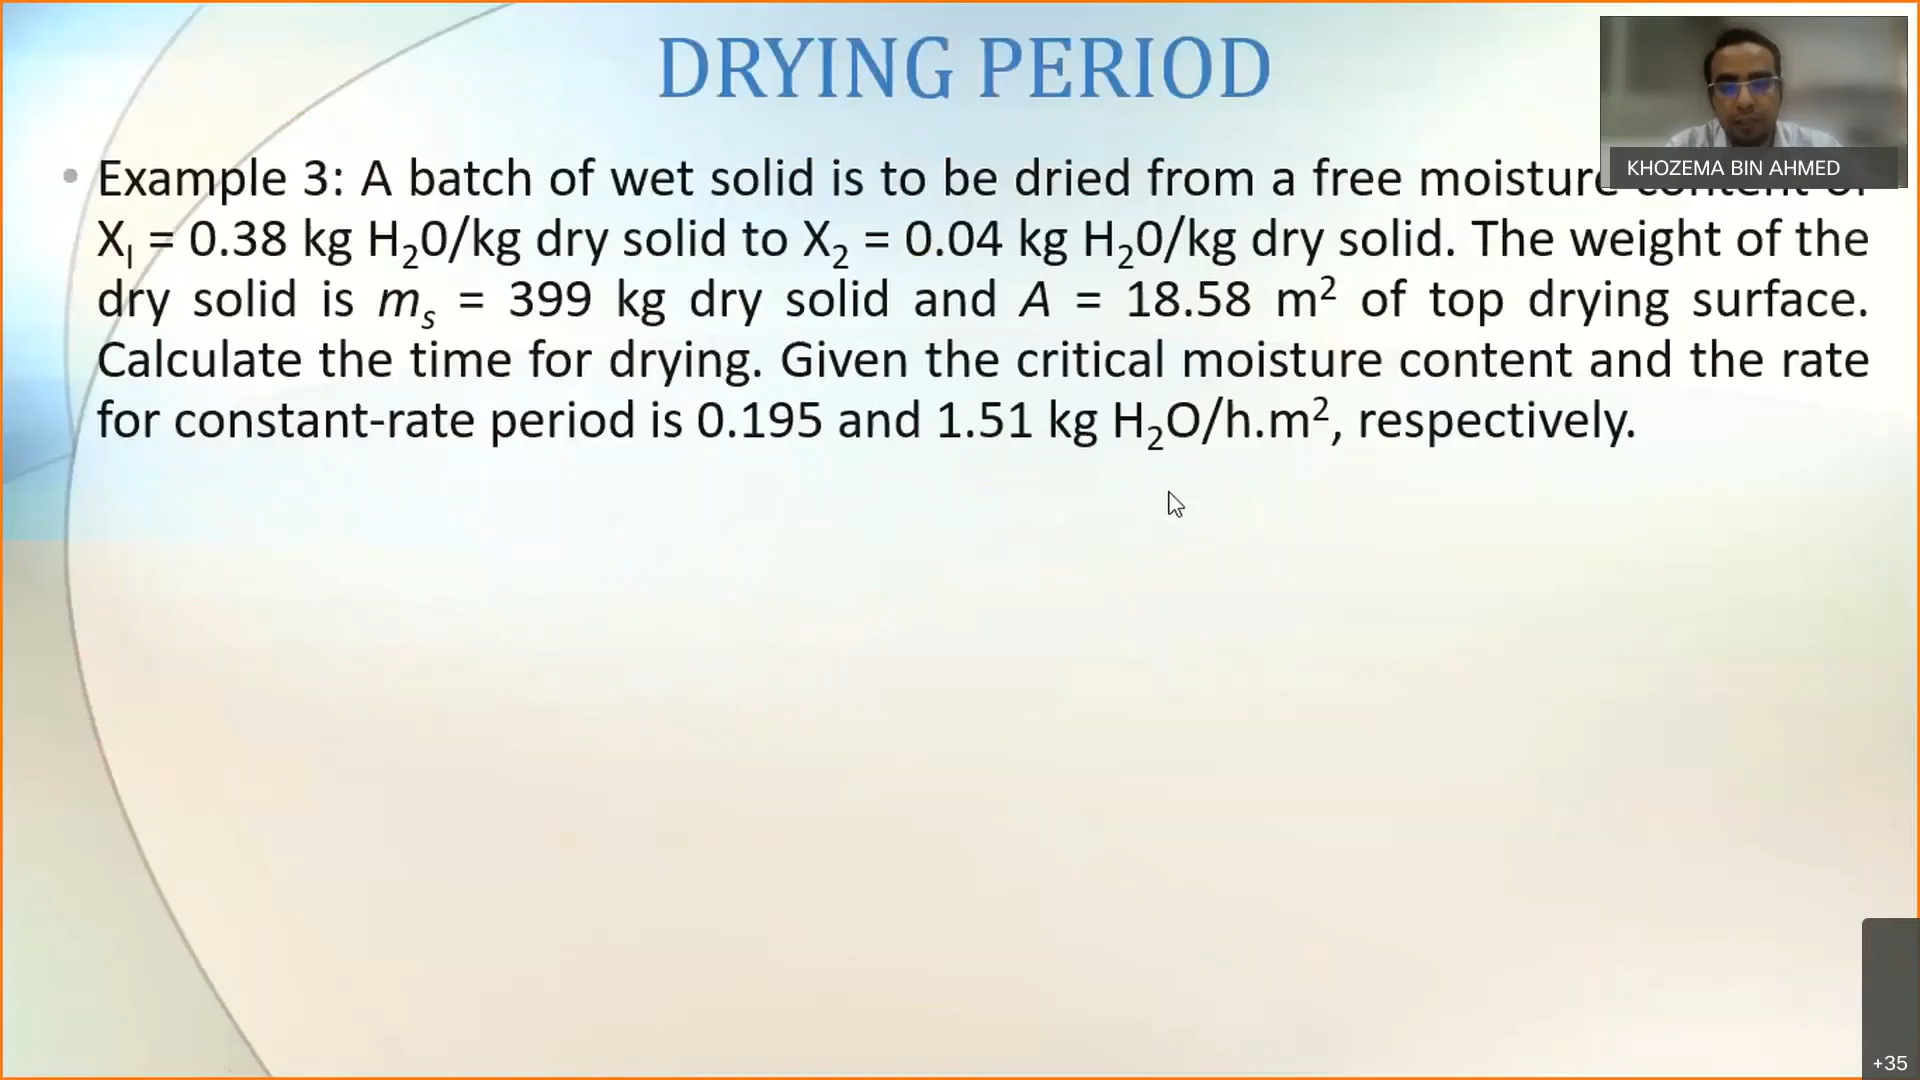 DRYING PERIOD
KHOZEMA BIN AHMED
• Example 3: A batch of wet solid is to be dried from a free moisture content of
X₁ = 0.38 kg H₂0/kg dry solid to X₂ = 0.04 kg H₂0/kg dry solid. The weight of the
dry solid is mₛ = 399 kg dry solid and A = 18.58 m² of top drying surface.
Calculate the time for drying. Given the critical moisture content and the rate
for constant-rate period is 0.195 and 1.51 kg H₂O/h.m², respectively.
+35